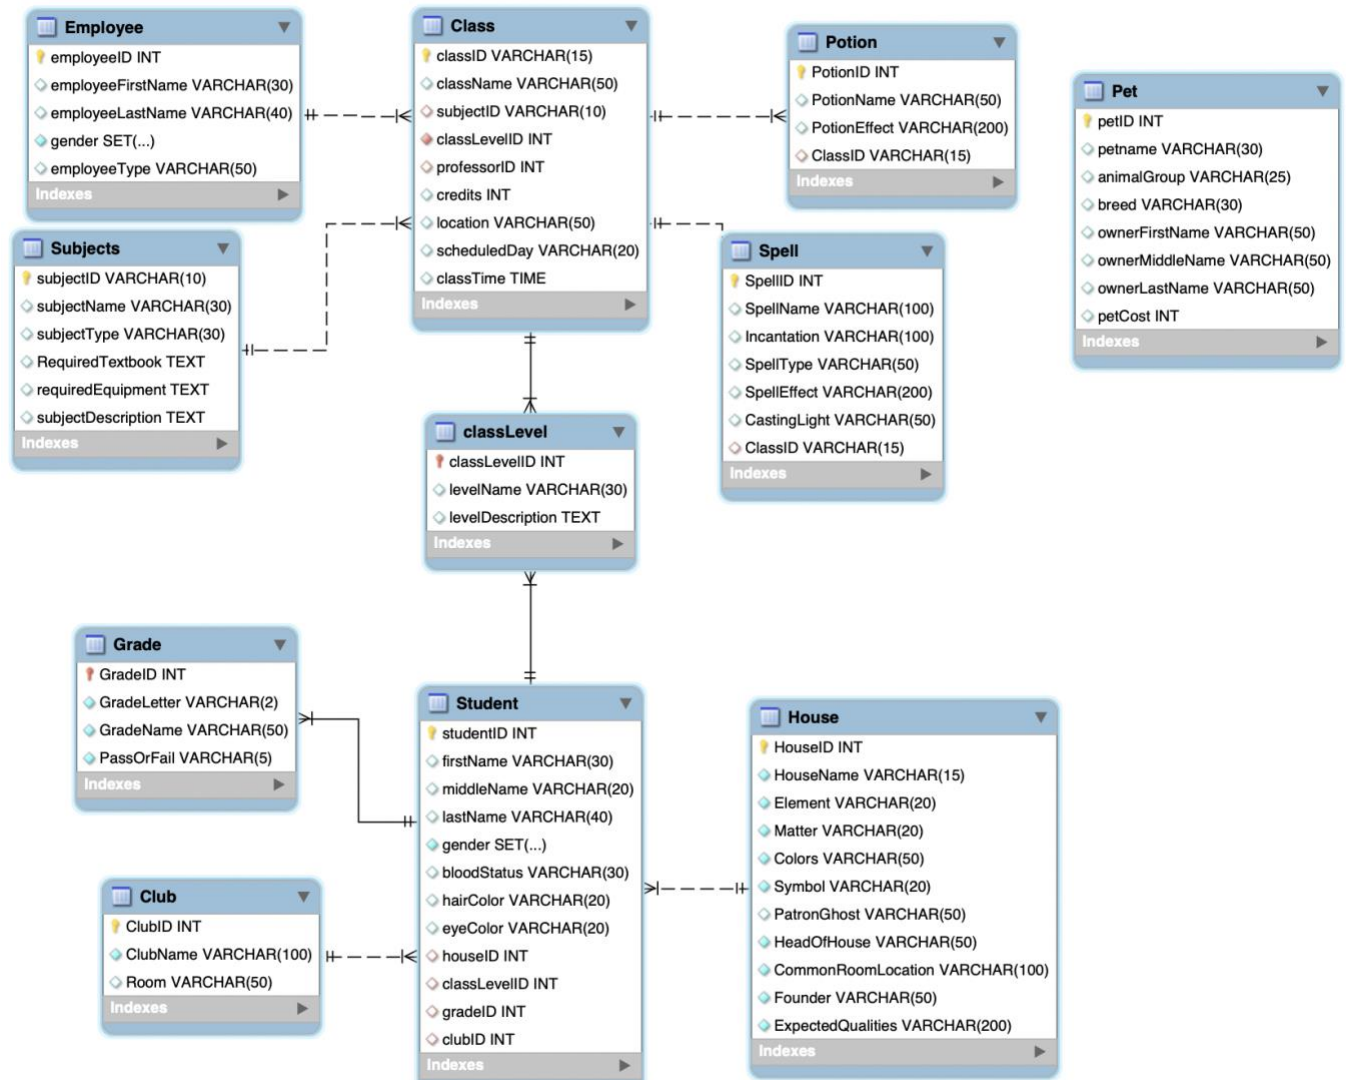 Employee
employeeID INT
employeeFirstName VARCHAR(30)
employeeLastName VARCHAR(40)
gender SET(...)
employeeType VARCHAR(50)
Indexes
Class
classID VARCHAR(15)
className VARCHAR(50)
subjectID VARCHAR(10)
classLevelID INT
professorID INT
credits INT
location VARCHAR(50)
scheduledDay VARCHAR(20)
classTime TIME
Indexes
Potion
PotionID INT
PotionName VARCHAR(50)
PotionEffect VARCHAR(200)
ClassID VARCHAR(15)
Indexes
Pet
petID INT
petname VARCHAR(30)
animalGroup VARCHAR(25)
breed VARCHAR(30)
ownerFirstName VARCHAR(50)
ownerMiddleName VARCHAR(50)
ownerLastName VARCHAR(50)
petCost INT
Indexes
Subjects
subjectID VARCHAR(10)
subjectName VARCHAR(30)
subjectType VARCHAR(30)
RequiredTextbook TEXT
requiredEquipment TEXT
subjectDescription TEXT
Indexes
Spell
SpellID INT
SpellName VARCHAR(100)
Incantation VARCHAR(100)
SpellType VARCHAR(50)
SpellEffect VARCHAR(200)
CastingLight VARCHAR(50)
ClassID VARCHAR(15)
Indexes
classLevel
classLevelID INT
levelName VARCHAR(30)
levelDescription TEXT
Indexes
Grade
GradeID INT
GradeLetter VARCHAR(2)
GradeName VARCHAR(50)
PassOrFail VARCHAR(5)
Indexes
Student
studentID INT
firstName VARCHAR(30)
middleName VARCHAR(20)
lastName VARCHAR(40)
gender SET(...)
bloodStatus VARCHAR(30)
hairColor VARCHAR(20)
eyeColor VARCHAR(20)
houseID INT
classLevelID INT
gradeID INT
clubID INT
Indexes
House
HouseID INT
HouseName VARCHAR(15)
Element VARCHAR(20)
Matter VARCHAR(20)
Colors VARCHAR(50)
Symbol VARCHAR(20)
PatronGhost VARCHAR(50)
HeadOfHouse VARCHAR(50)
CommonRoomLocation VARCHAR(100)
Founder VARCHAR(50)
ExpectedQualities VARCHAR(200)
Indexes
Club
ClubID INT
ClubName VARCHAR(100)
Room VARCHAR(50)
Indexes